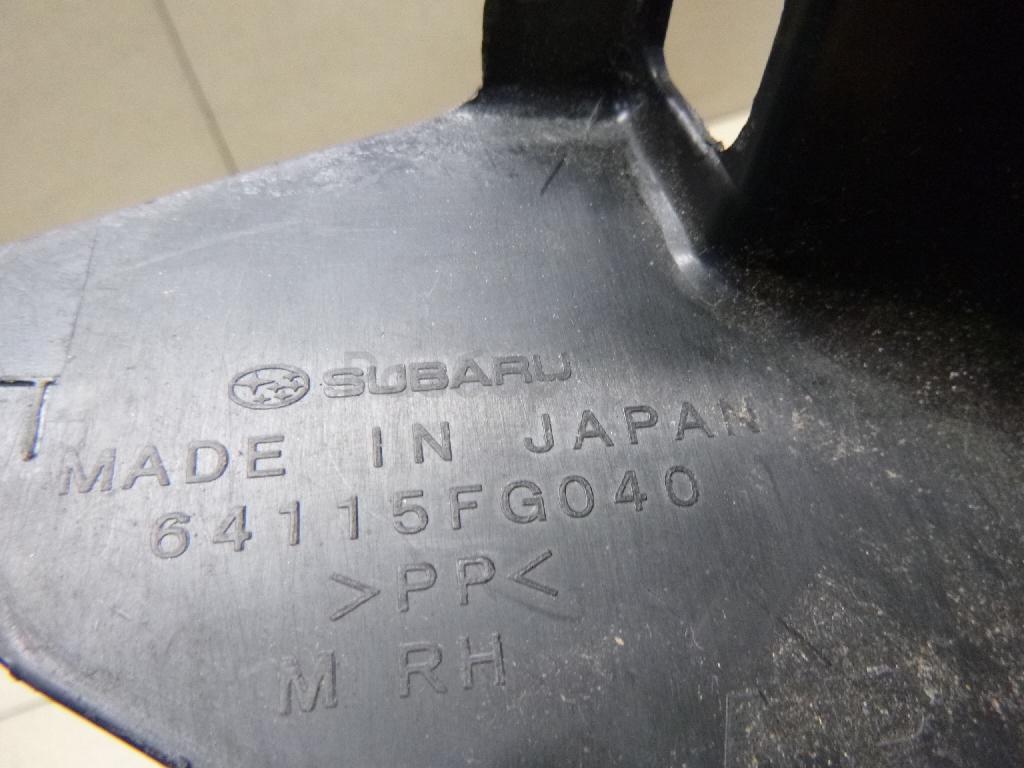 SUBARU
MADE IN JAPAN
64115FG040
>PP<
M RH